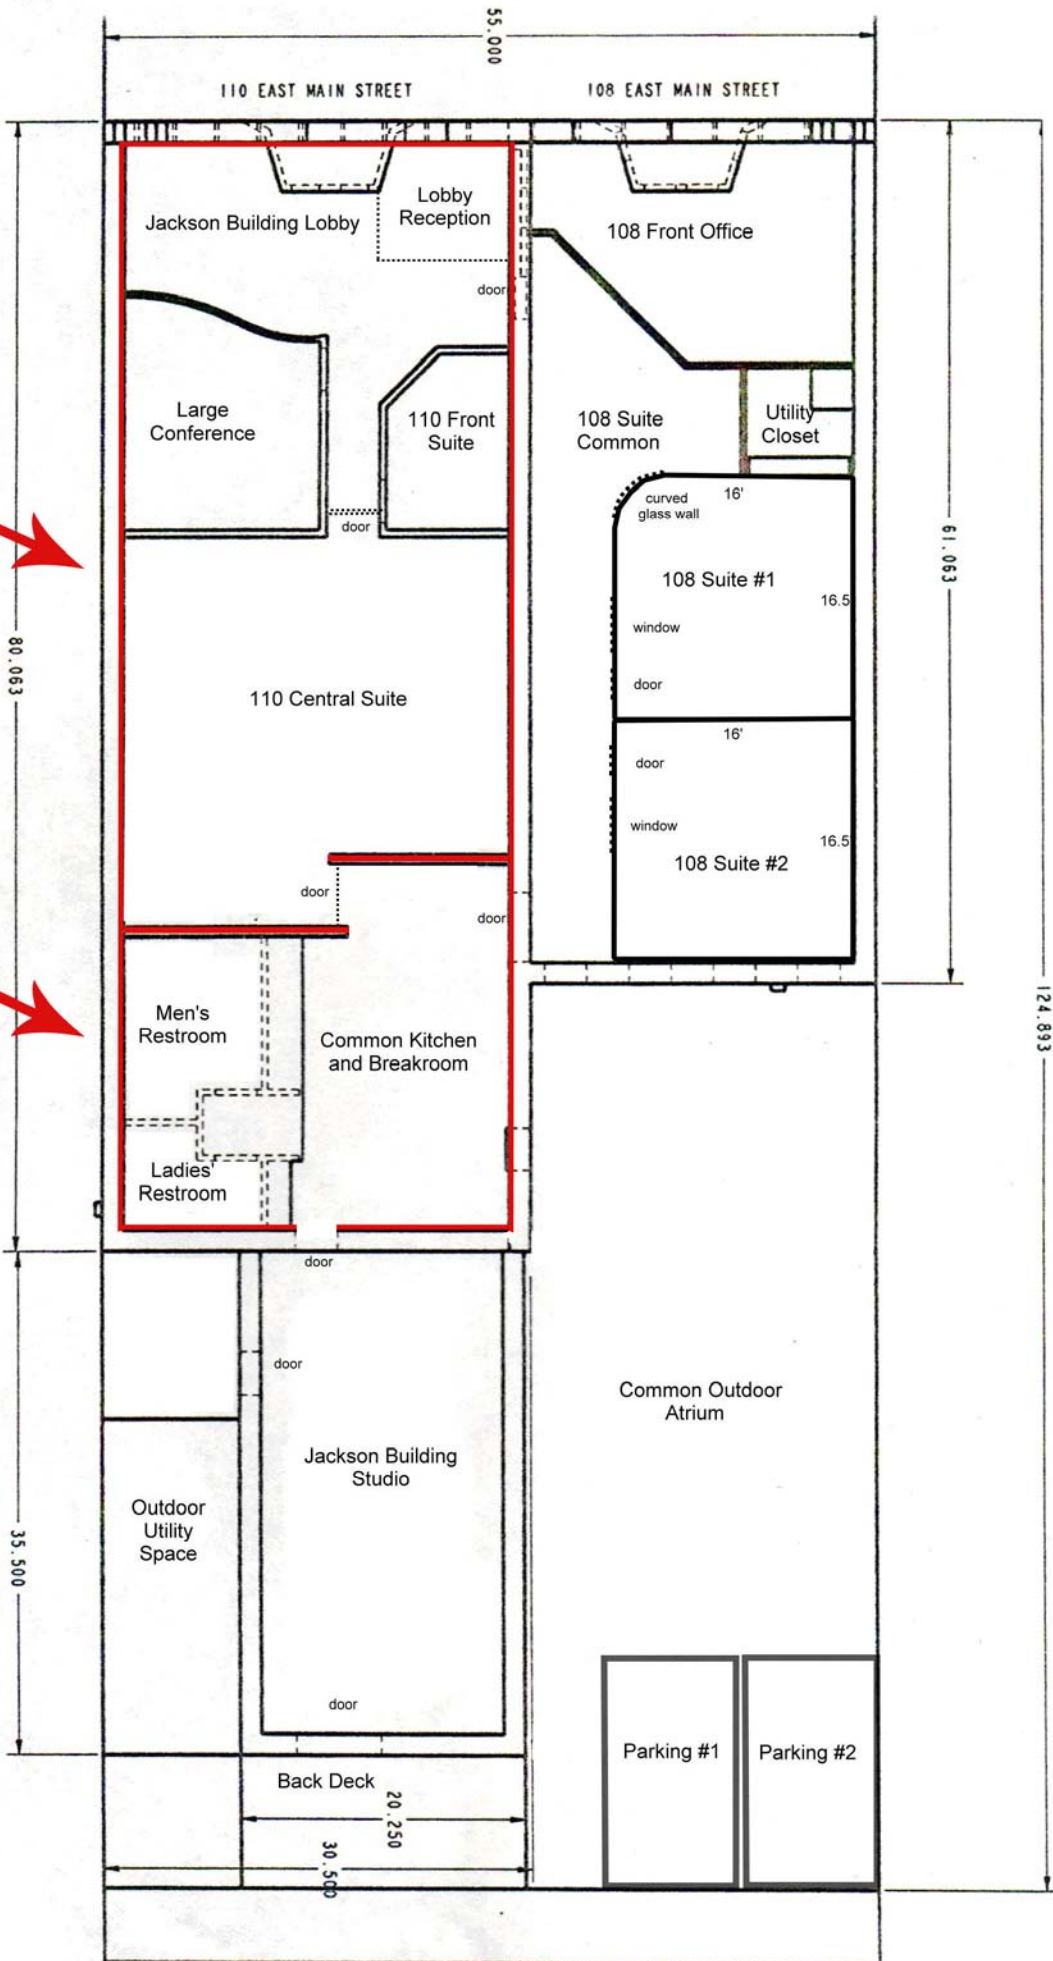 55.000
110 EAST MAIN STREET
108 EAST MAIN STREET
Lobby
Reception
Jackson Building Lobby
108 Front Office
door
Large
Conference
110 Front
Suite
108 Suite
Common
Utility
Closet
16'
curved
glass wall
door
61.063
108 Suite #1
16.5
window
80.063
door
110 Central Suite
16'
door
window
16.5
108 Suite #2
door
door
124.893
Men's
Restroom
Common Kitchen
and Breakroom
Ladies'
Restroom
door
door
Common Outdoor
Atrium
Jackson Building
Studio
Outdoor
Utility
Space
35.500
door
Parking #1
Parking #2
Back Deck
20.250
30.500